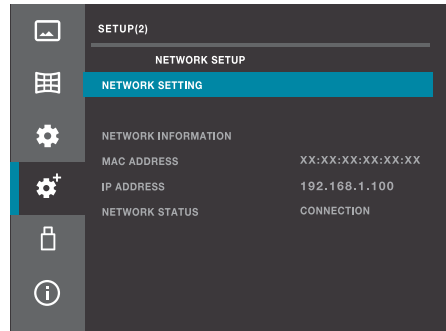 SETUP(2)
NETWORK SETUP
NETWORK SETTING
NETWORK INFORMATION
MAC ADDRESS XX:XX:XX:XX:XX:XX
IP ADDRESS 192.168.1.100
NETWORK STATUS CONNECTION